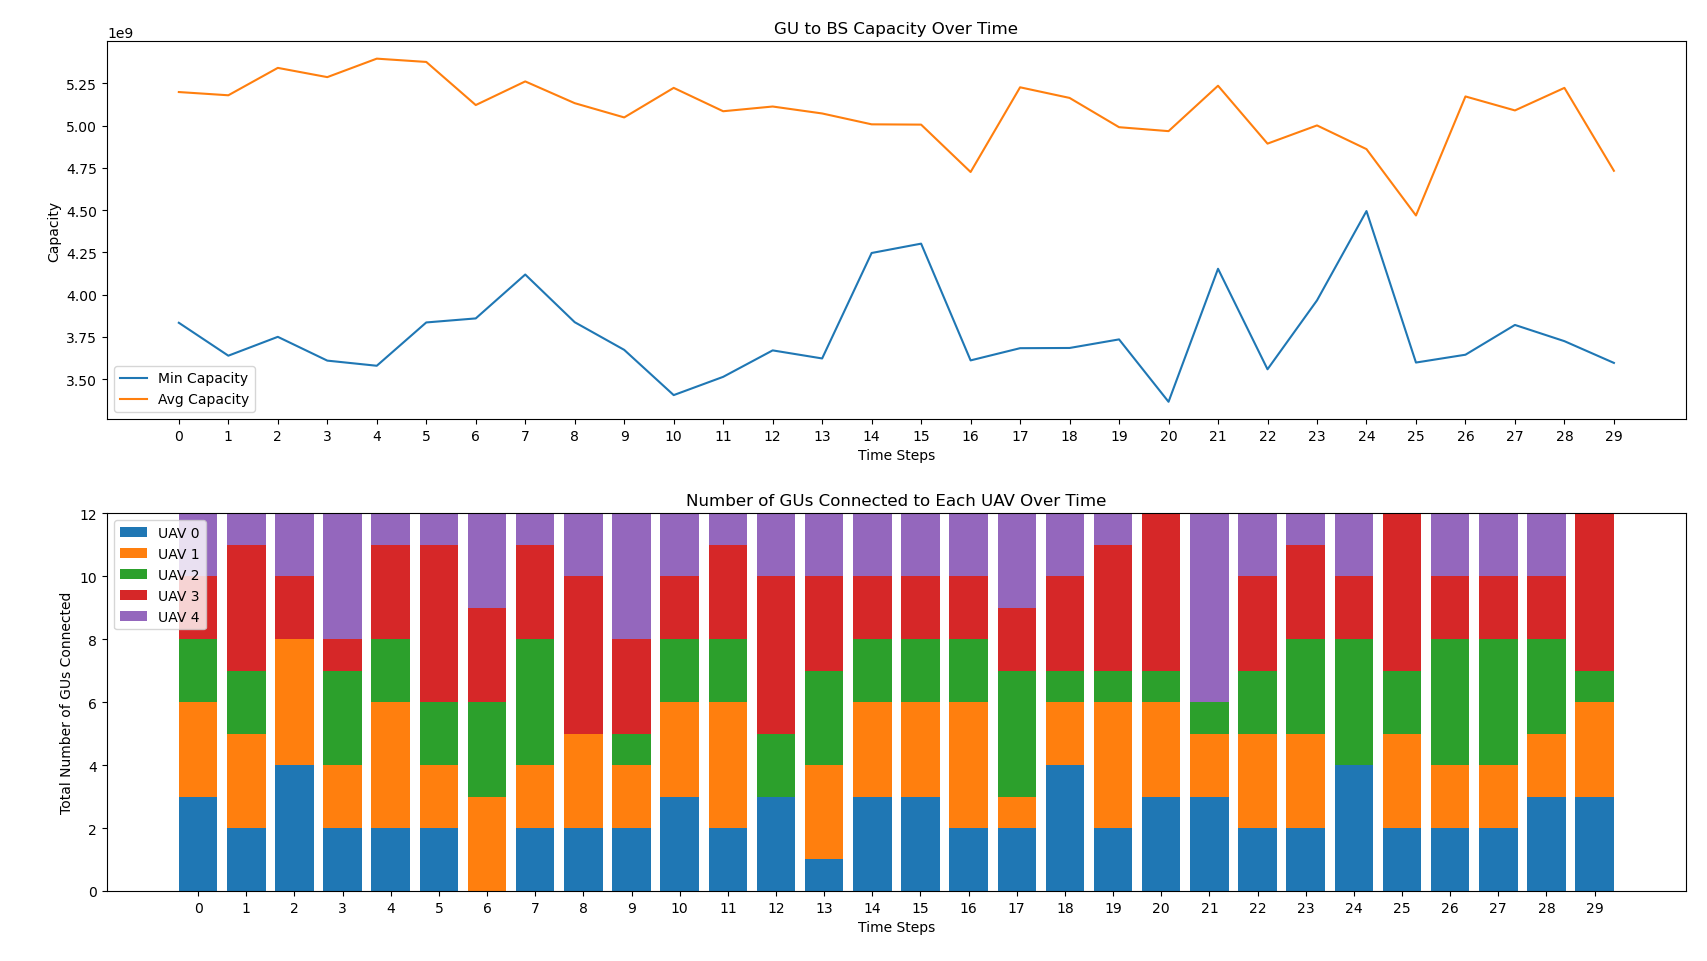 GU to BS Capacity Over Time
1e9
5.25
5.00
4.75
4.50
4.25
4.00
3.75
3.50
Capacity
Min Capacity
Avg Capacity
0 1 2 3 4 5 6 7 8 9 10 11 12 13 14 15 16 17 18 19 20 21 22 23 24 25 26 27 28 29
Time Steps
Number of GUs Connected to Each UAV Over Time
12
10
8
6
4
2
0
Total Number of GUs Connected
UAV 0
UAV 1
UAV 2
UAV 3
UAV 4
0 1 2 3 4 5 6 7 8 9 10 11 12 13 14 15 16 17 18 19 20 21 22 23 24 25 26 27 28 29
Time Steps